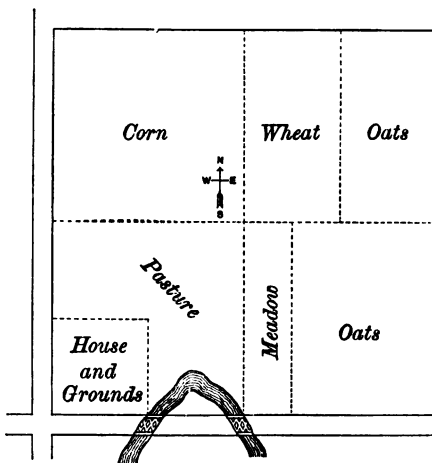 Corn
Wheat
Oats
N
W E
S
Pasture
Meadow
Oats
House
and
Grounds